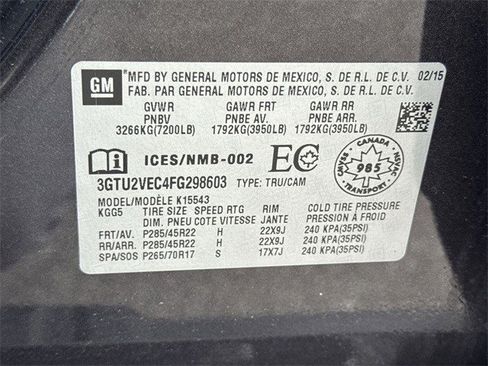 GM
MFD BY GENERAL MOTORS DE MEXICO, S. DE R.L. DE C.V. 02/15
FAB. PAR GENERAL MOTORS DE MEXICO, S. DE R.L. DE C.V.
GVWR GAWR FRT GAWR RR
PNBV PNBE AV. PNBE ARR.
3266KG(7200LB) 1792KG(3950LB) 1792KG(3950LB)
ICES/NMB-002 EC CANADA CMVSS NSVAC 985 TRANSPORT
3GTU2VEC4FG298603 TYPE: TRU/CAM
MODEL/MODÈLE K15543
KGG5 TIRE SIZE SPEED RTG RIM COLD TIRE PRESSURE
DIM. PNEU COTE VITESSE JANTE PRESSION À FROID
FRT/AV. P285/45R22 H 22X9J 240 KPA(35PSI)
RR/ARR. P285/45R22 H 22X9J 240 KPA(35PSI)
SPA/SOS P265/70R17 S 17X7J 240 KPA(35PSI)